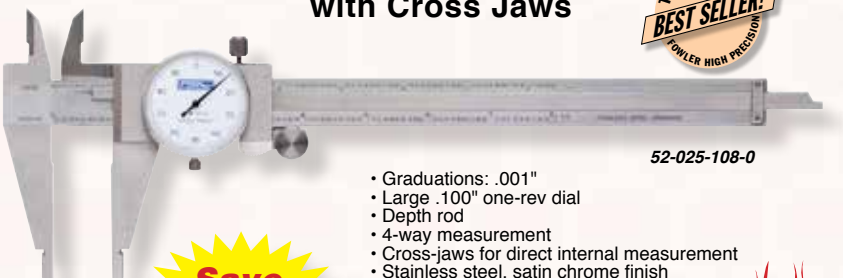 with Cross Jaws
BEST SELLER!
FOWLER HIGH PRECISION
52-025-108-0
• Graduations: .001"
• Large .100" one-rev dial
• Depth rod
• 4-way measurement
• Cross-jaws for direct internal measurement
• Stainless steel, satin chrome finish
Save